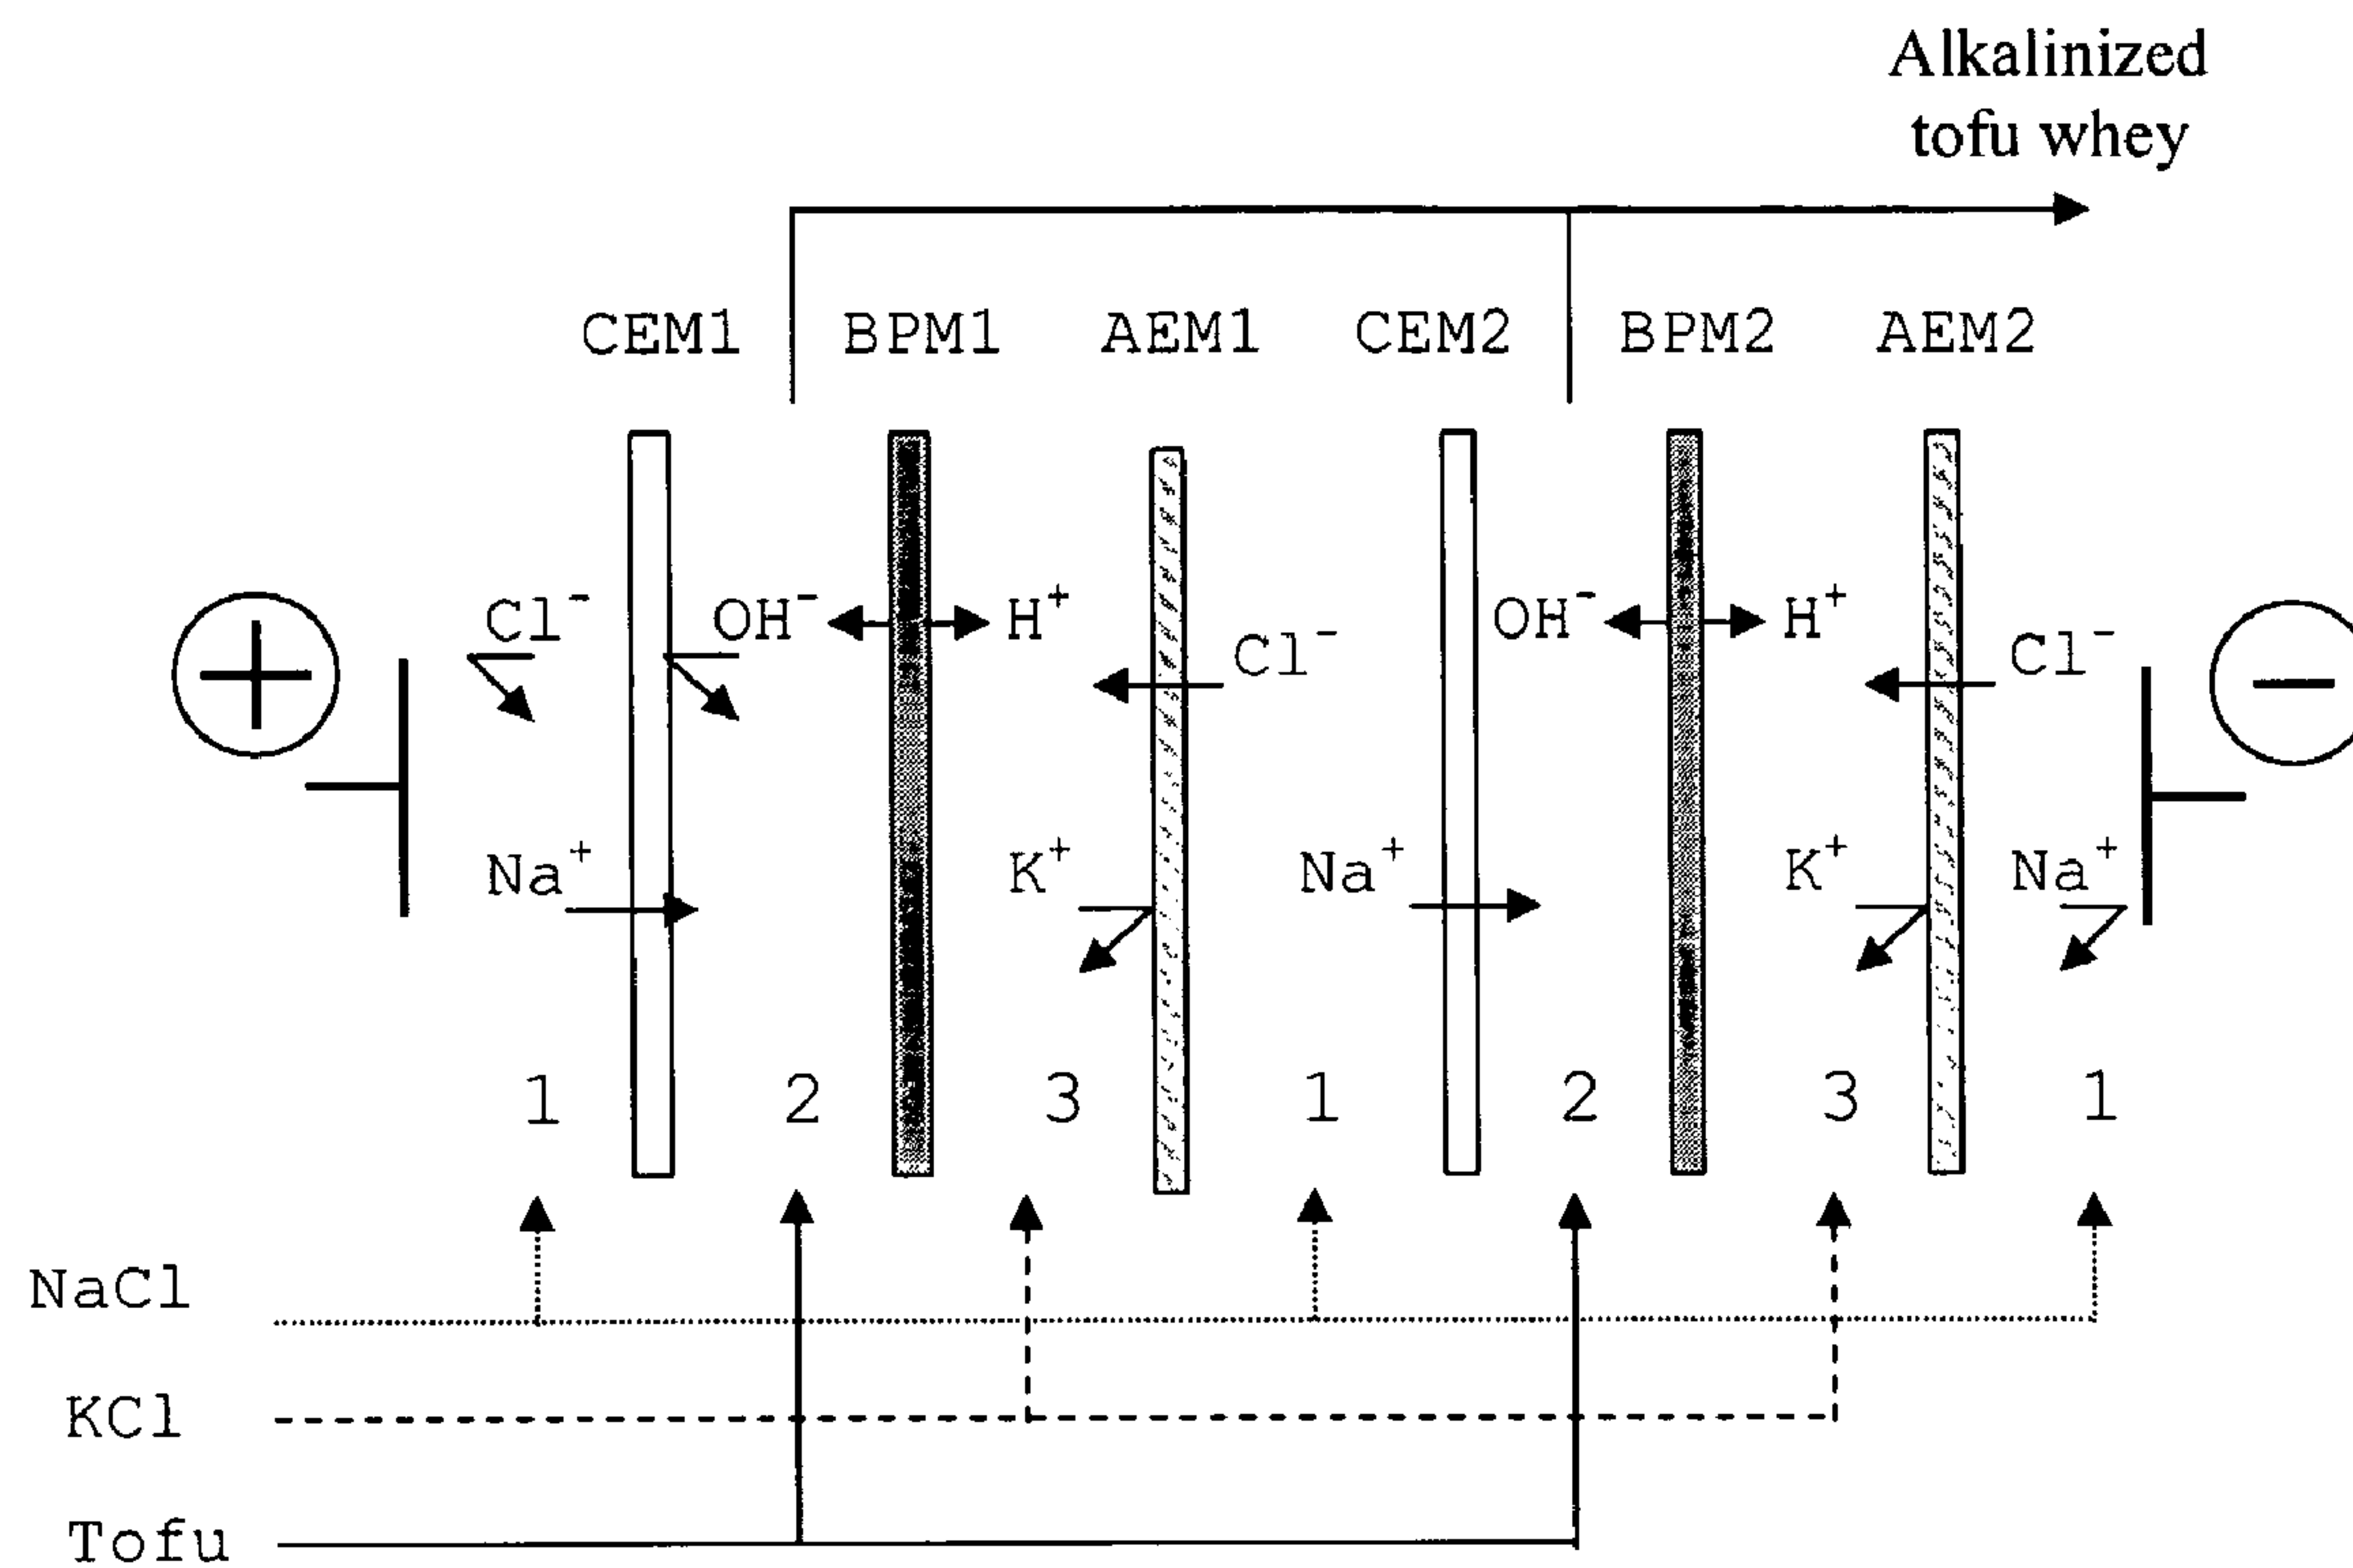 Alkalinized
tofu whey
CEM1 BPM1 AEM1 CEM2 BPM2 AEM2
+ Cl⁻ OH⁻ H⁺ Cl⁻ OH⁻ H⁺ Cl⁻ −
Na⁺ K⁺ Na⁺ K⁺ Na⁺
1 2 3 1 2 3 1
NaCl
KCl
Tofu